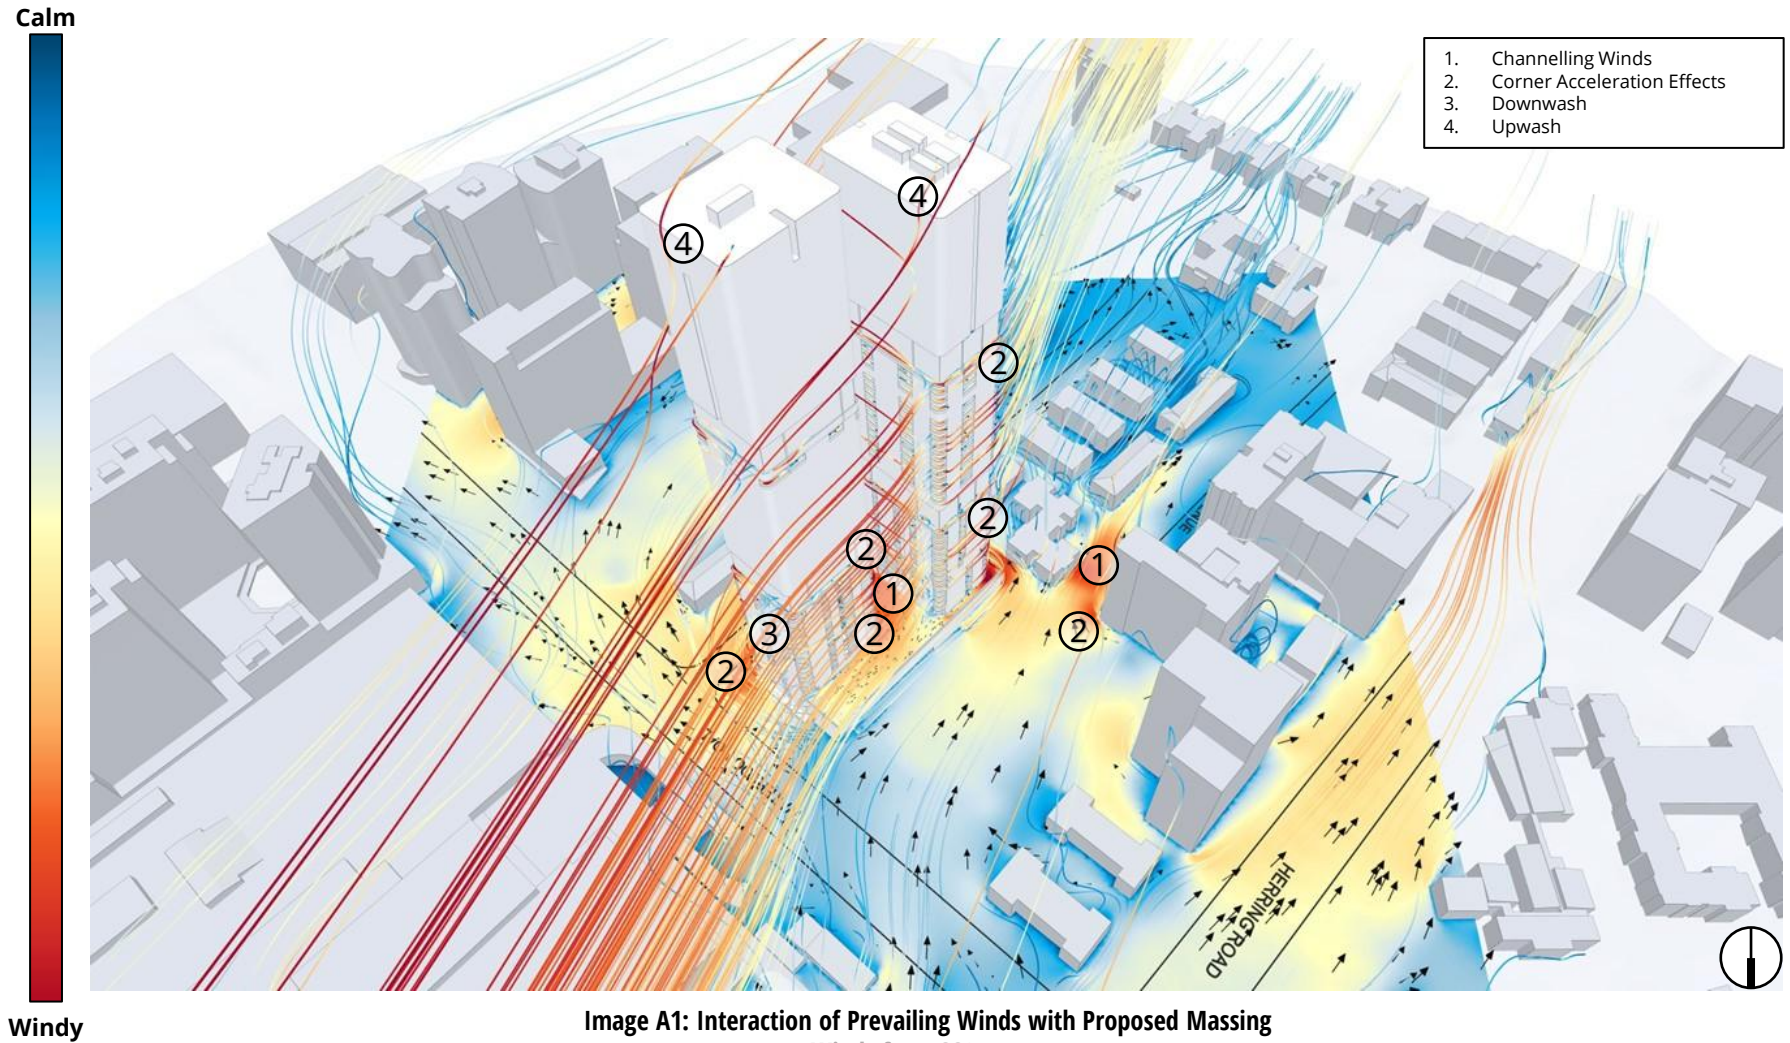 Calm
1. Channelling Winds
2. Corner Acceleration Effects
3. Downwash
4. Upwash
4
4
2
2
2
1
1
2
3
2
2
HERRING ROAD
Windy
Image A1: Interaction of Prevailing Winds with Proposed Massing